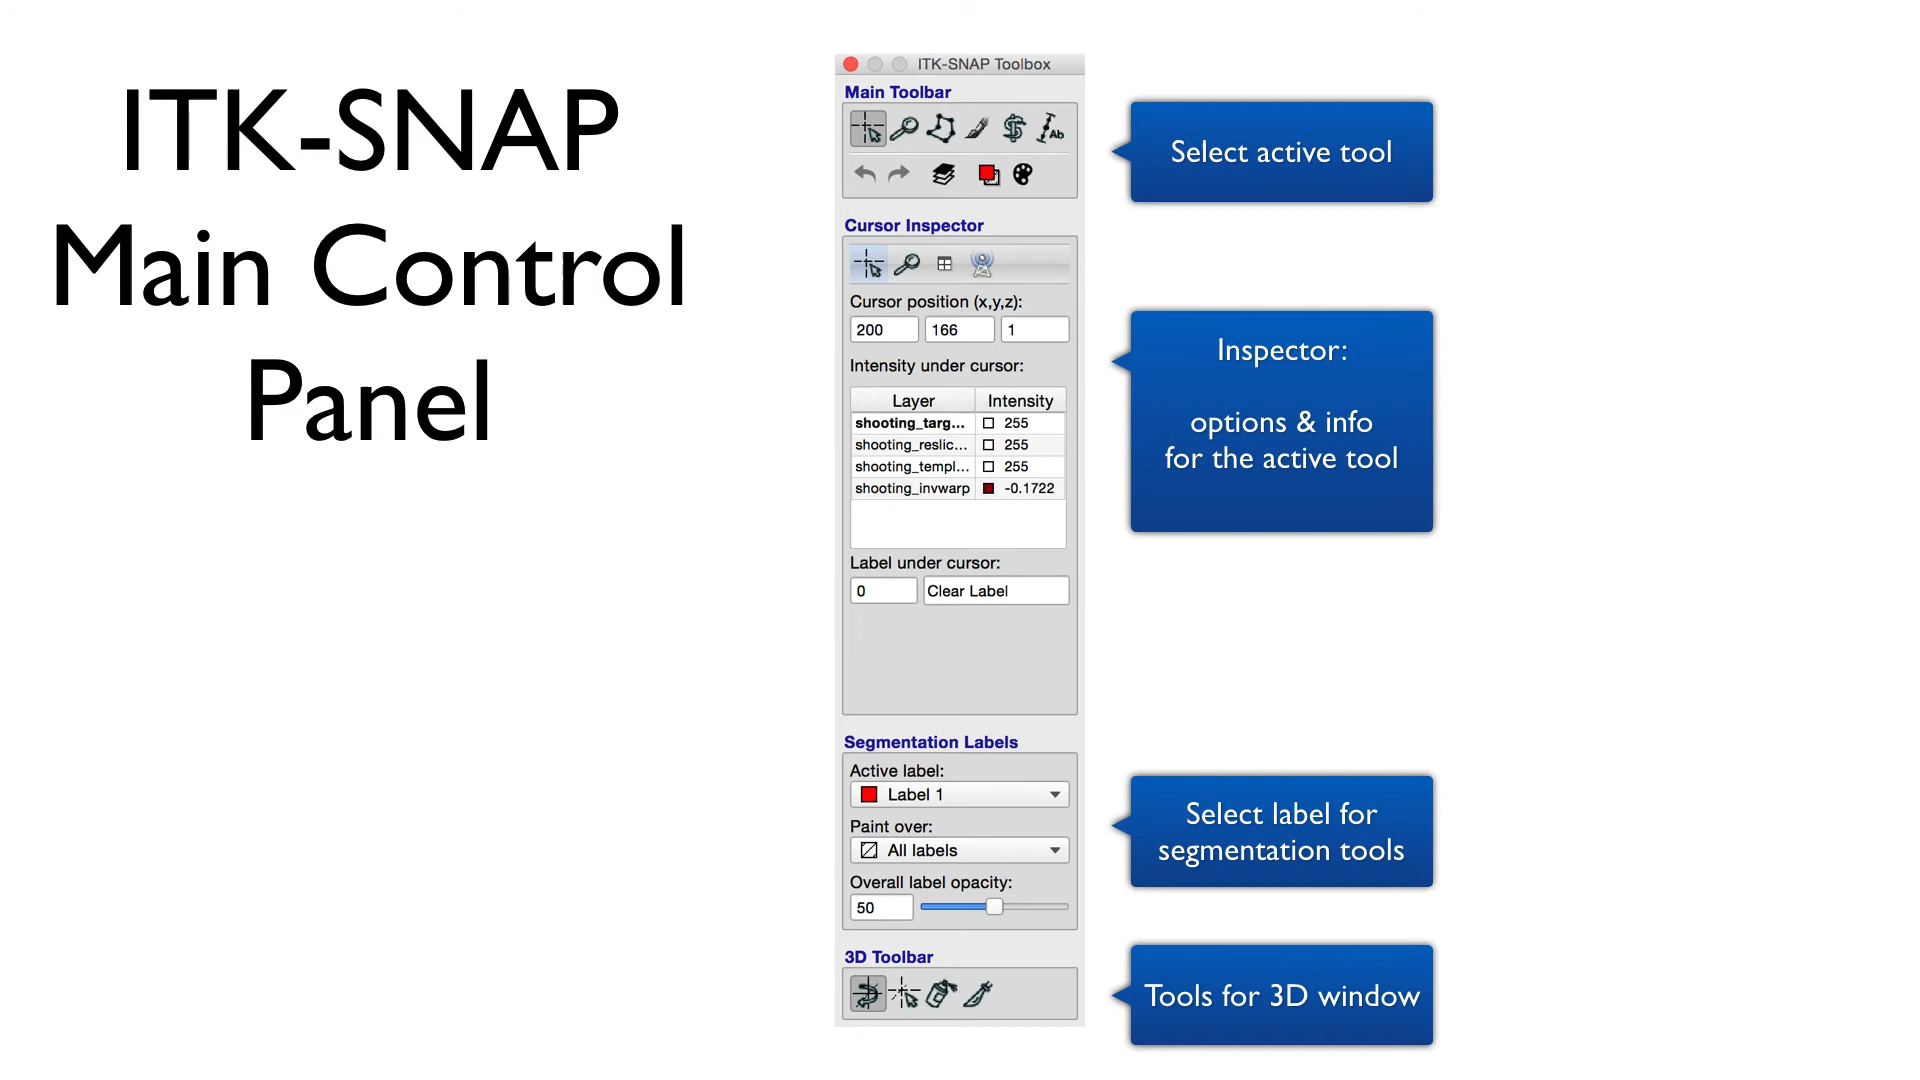 ITK-SNAP
Main Control
Panel
ITK-SNAP Toolbox
Main Toolbar
Ab
Select active tool
Cursor Inspector
Cursor position (x,y,z):
200 166 1
Intensity under cursor:
Layer Intensity
shooting_targ... 255
shooting_reslic... 255
shooting_templ... 255
shooting_invwarp -0.1722
Label under cursor:
0 Clear Label
Inspector:
options & info
for the active tool
Segmentation Labels
Active label:
Label 1
Paint over:
All labels
Overall label opacity:
50
Select label for
segmentation tools
3D Toolbar
Tools for 3D window